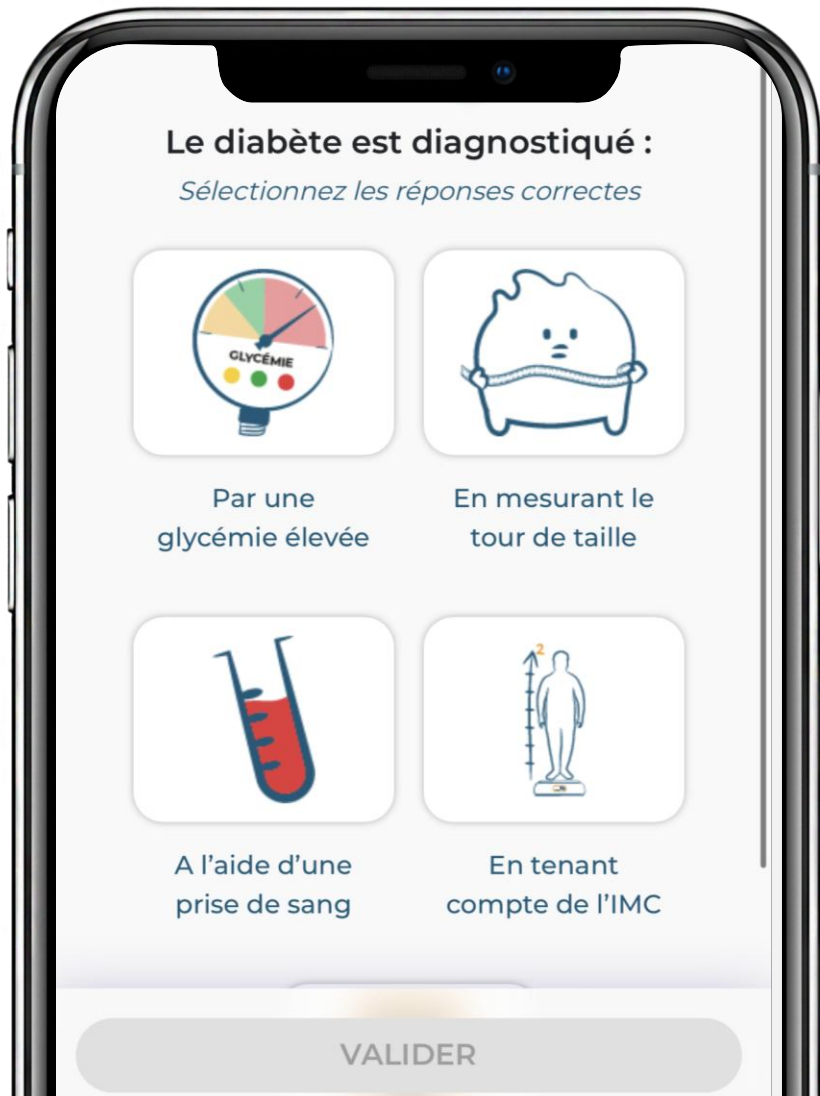 Le diabète est diagnostiqué :
Sélectionnez les réponses correctes
GLYCÉMIE
Par une
glycémie élevée
En mesurant le
tour de taille
2
A l’aide d’une
prise de sang
En tenant
compte de l’IMC
VALIDER